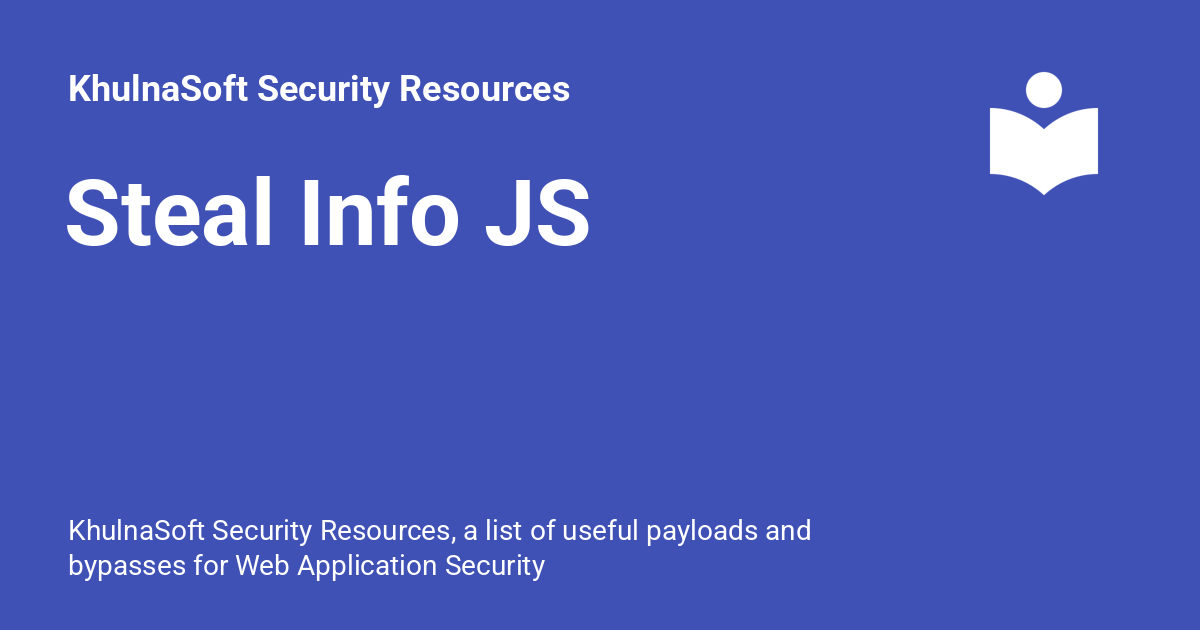 KhulnaSoft Security Resources
Steal Info JS
KhulnaSoft Security Resources, a list of useful payloads and
bypasses for Web Application Security